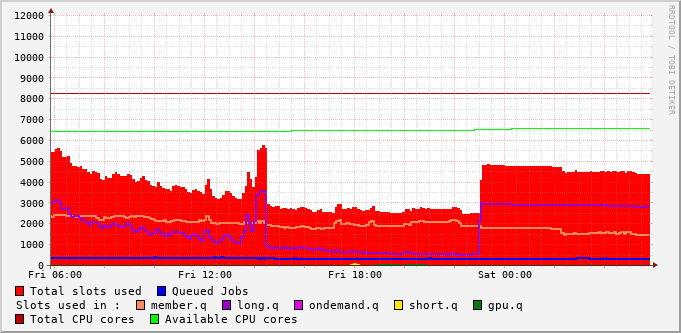 12000
11000
10000
9000
8000
7000
6000
5000
4000
3000
2000
1000
0
Fri 06:00 Fri 12:00 Fri 18:00 Sat 00:00
Total slots used Queued Jobs
Slots used in : member.q long.q ondemand.q short.q gpu.q
Total CPU cores Available CPU cores
RRDTOOL / TOBI OETIKER